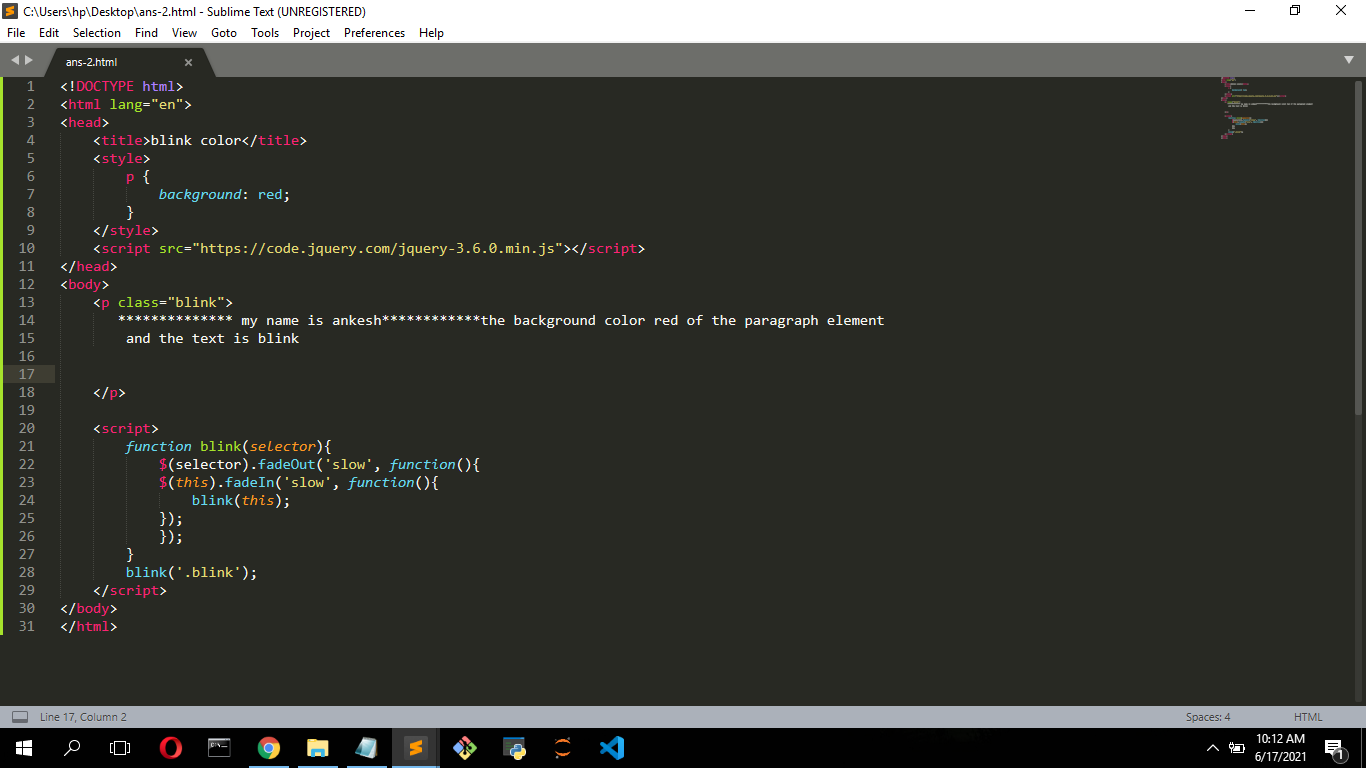 C:\Users\hp\Desktop\ans-2.html - Sublime Text (UNREGISTERED)
File Edit Selection Find View Goto Tools Project Preferences Help
ans-2.html
1 <!DOCTYPE html>
2 <html lang="en">
3 <head>
4     <title>blink color</title>
5     <style>
6         p {
7             background: red;
8         }
9     </style>
10     <script src="https://code.jquery.com/jquery-3.6.0.min.js"></script>
11 </head>
12 <body>
13     <p class="blink">
14        ************** my name is ankesh************the background color red of the paragraph element
15         and the text is blink
16
17
18     </p>
19
20     <script>
21         function blink(selector){
22             $(selector).fadeOut('slow', function(){
23             $(this).fadeIn('slow', function(){
24                 blink(this);
25             });
26             });
27         }
28         blink('.blink');
29     </script>
30 </body>
31 </html>
Line 17, Column 2 Spaces: 4 HTML
10:12 AM
6/17/2021
1